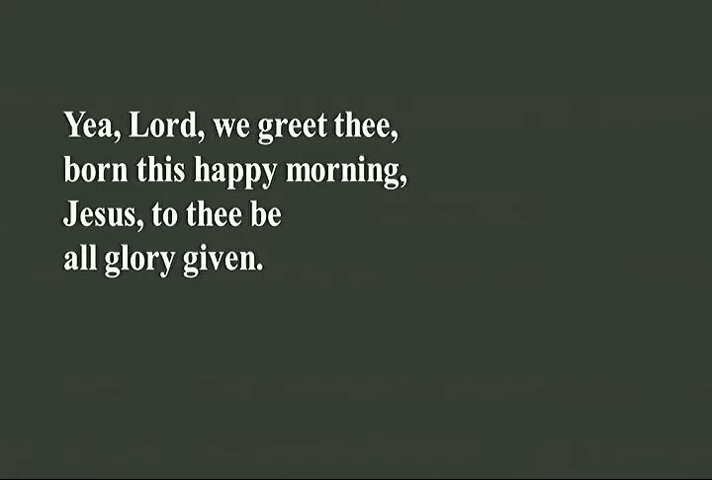 Yea, Lord, we greet thee,
born this happy morning,
Jesus, to thee be
all glory given.